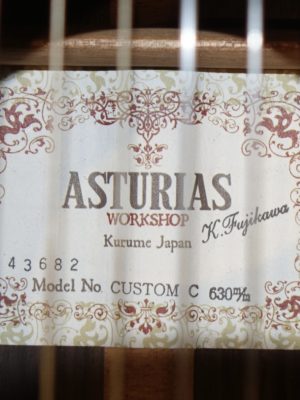 ASTURIAS
WORKSHOP
Kurume Japan K. Fujikawa
43682
Model No. CUSTOM C 630m/m